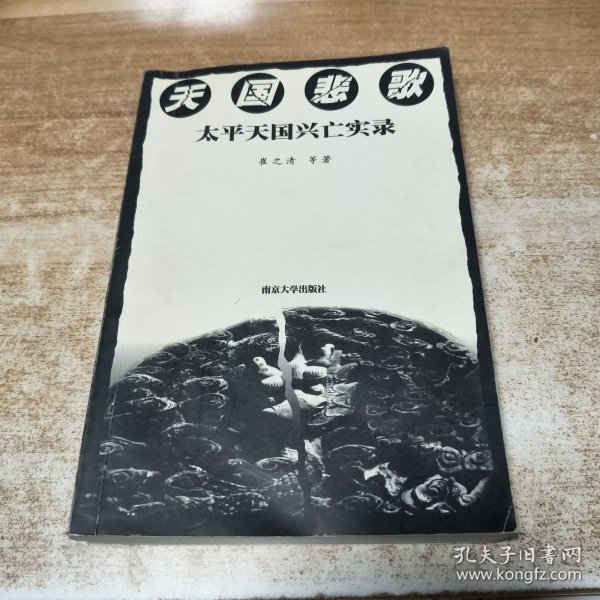 天国悲歌
太平天国兴亡实录
崔之清 等著
南京大学出版社
孔夫子旧书网
www.kongfz.com